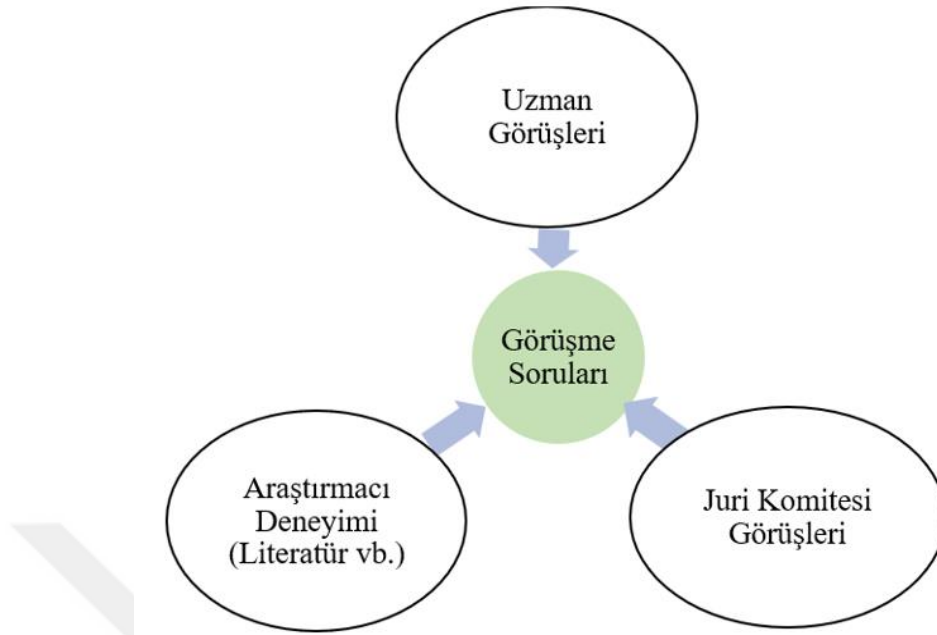 Uzman
Görüşleri
Görüşme
Soruları
Araştırmacı
Deneyimi
(Literatür vb.)
Juri Komitesi
Görüşleri